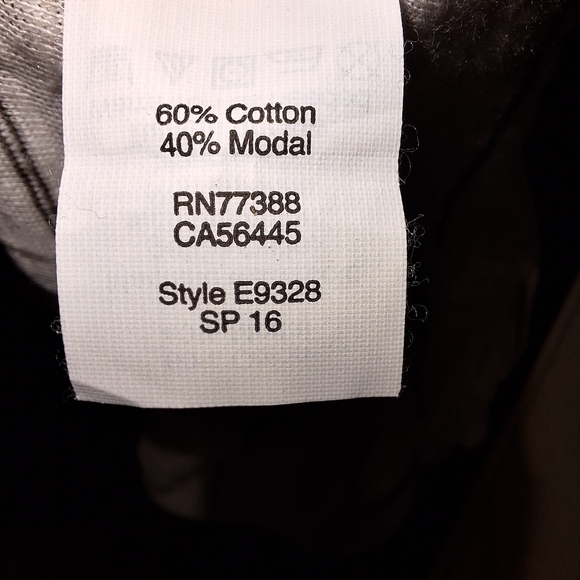 60% Cotton
40% Modal
RN77388
CA56445
Style E9328
SP 16